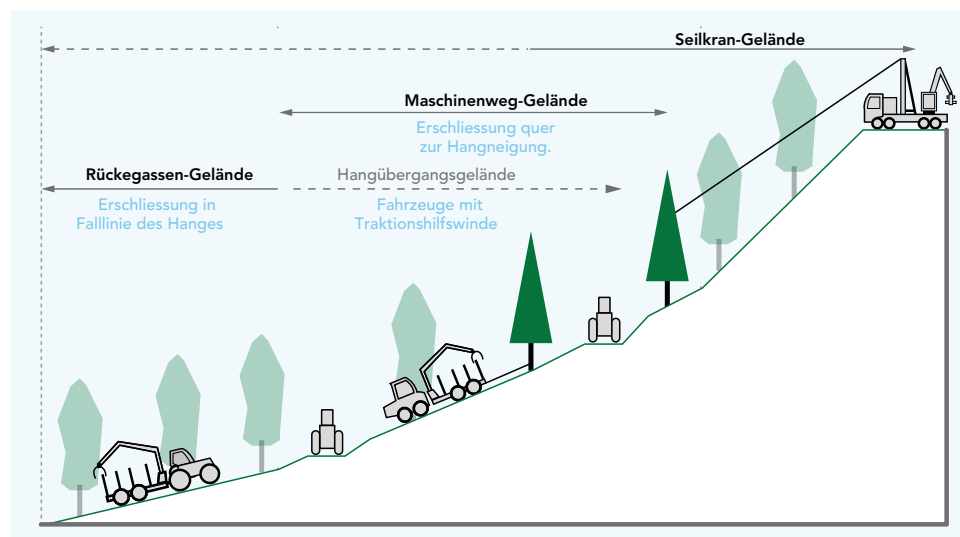 Seilkran-Gelände
Maschinenweg-Gelände
Erschliessung quer
zur Hangneigung.
Rückegassen-Gelände
Hangübergangsgelände
Erschliessung in
Falllinie des Hanges
Fahrzeuge mit
Traktionshilfswinde